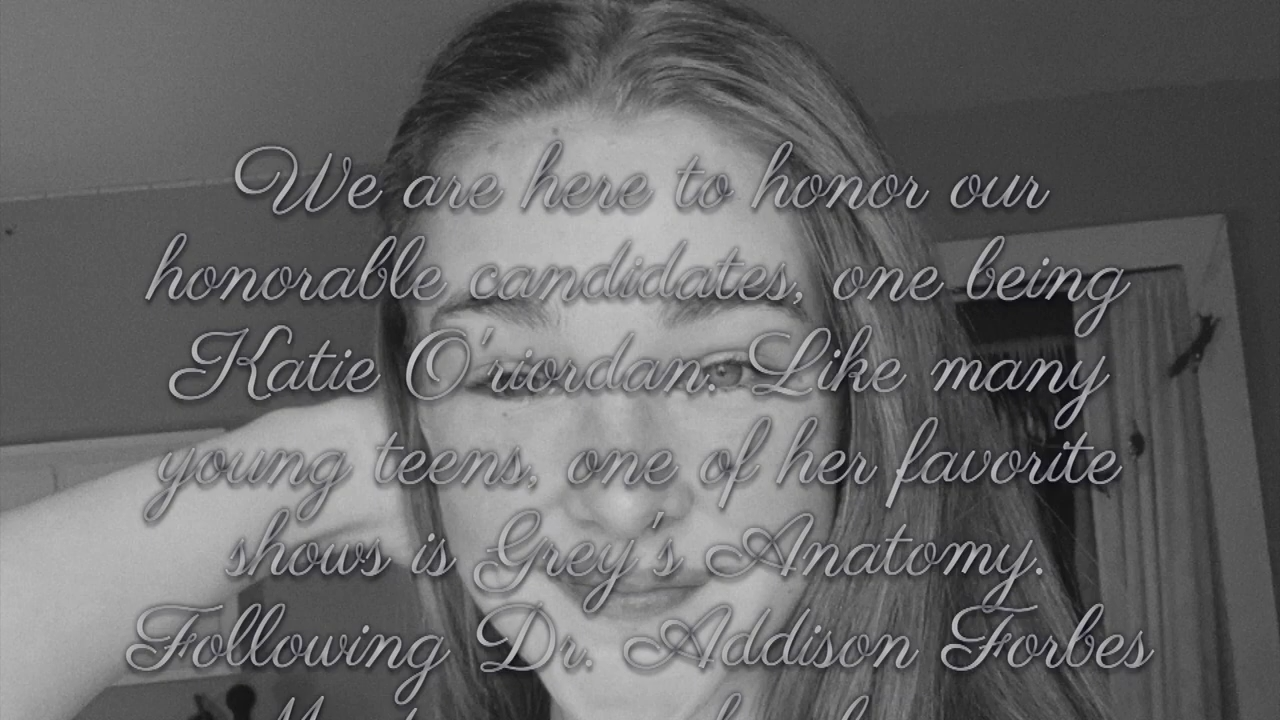 We are here to honor our
honorable candidates, one being
Katie O'riordan. Like many
young teens, one of her favorite
shows is Grey's Anatomy.
Following Dr. Addison Forbes